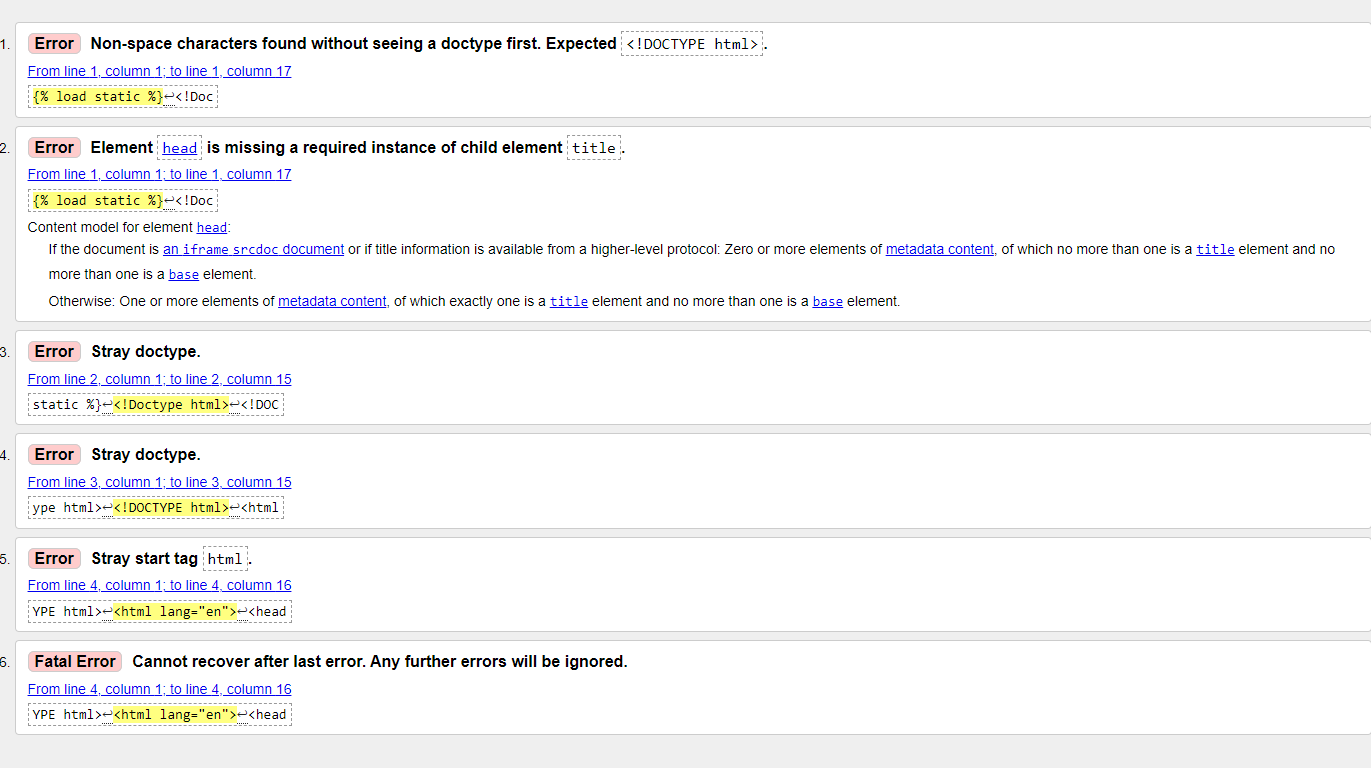 1. Error Non-space characters found without seeing a doctype first. Expected <!DOCTYPE html>.
From line 1, column 1; to line 1, column 17
{% load static %}↩<!Doc
2. Error Element head is missing a required instance of child element title.
From line 1, column 1; to line 1, column 17
{% load static %}↩<!Doc
Content model for element head:
If the document is an iframe srcdoc document or if title information is available from a higher-level protocol: Zero or more elements of metadata content, of which no more than one is a title element and no
more than one is a base element.
Otherwise: One or more elements of metadata content, of which exactly one is a title element and no more than one is a base element.
3. Error Stray doctype.
From line 2, column 1; to line 2, column 15
static %}↩<!Doctype html>↩<!DOC
4. Error Stray doctype.
From line 3, column 1; to line 3, column 15
ype html>↩<!DOCTYPE html>↩<html
5. Error Stray start tag html.
From line 4, column 1; to line 4, column 16
YPE html>↩<html lang="en">↩<head
6. Fatal Error Cannot recover after last error. Any further errors will be ignored.
From line 4, column 1; to line 4, column 16
YPE html>↩<html lang="en">↩<head